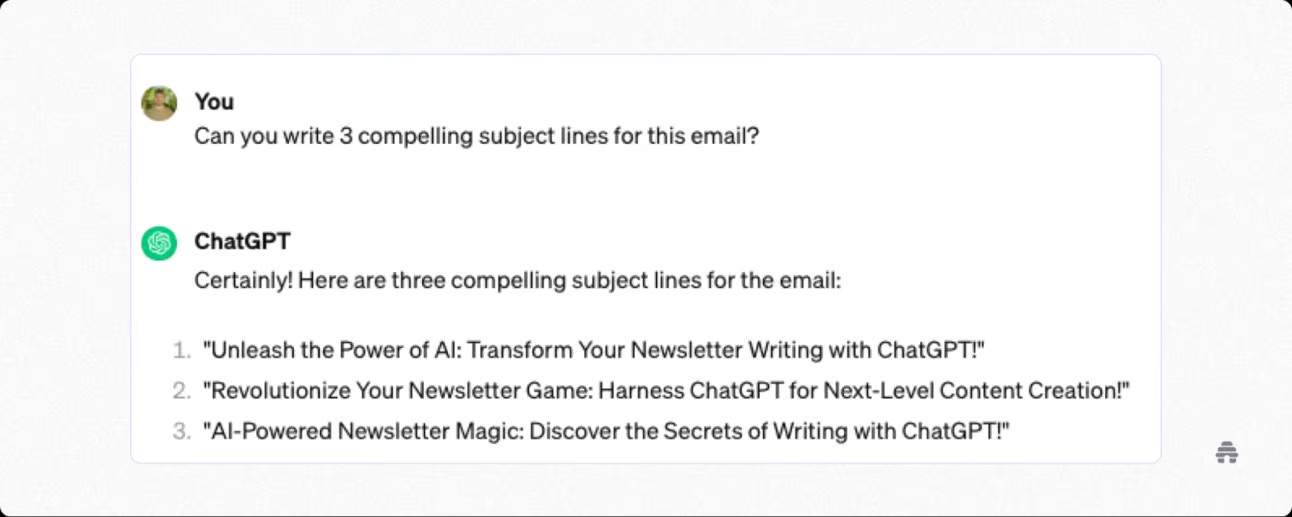 You
Can you write 3 compelling subject lines for this email?
ChatGPT
Certainly! Here are three compelling subject lines for the email:
1. "Unleash the Power of AI: Transform Your Newsletter Writing with ChatGPT!"
2. "Revolutionize Your Newsletter Game: Harness ChatGPT for Next-Level Content Creation!"
3. "AI-Powered Newsletter Magic: Discover the Secrets of Writing with ChatGPT!"